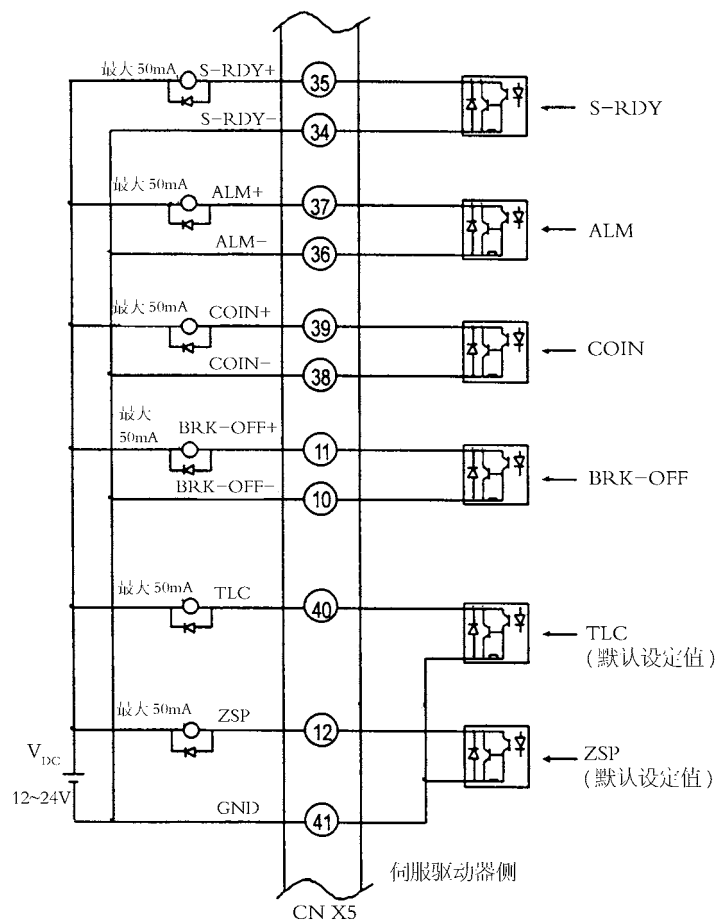 最大 50mA S-RDY+ 35
S-RDY- 34
S-RDY
最大 50mA ALM+ 37
ALM- 36
ALM
最大 50mA COIN+ 39
COIN- 38
COIN
最大
50mA BRK-OFF+ 11
BRK-OFF- 10
BRK-OFF
最大 50mA TLC 40
TLC
(默认设定值)
最大 50mA ZSP 12
ZSP
(默认设定值)
VDC
12~24V
GND 41
伺服驱动器侧
CN X5